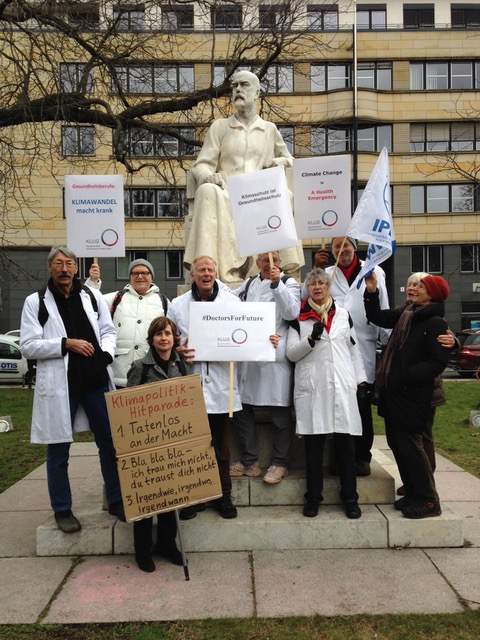 Gesundheitsberufe:
KLIMAWANDEL
macht krank
KLUG
Klimaschutz ist
Gesundheitsschutz
KLUG
Climate Change
-
A Health
Emergency
KLUG
IP
#DoctorsForFuture
KLUG
Klimapolitik-
Hitparade:
1 Tatenlos
an der Macht
2. Bla bla bla-
ich trau mich nicht,
du traust dich nicht
3. Irgendwie, irgendwo,
Irgendwann
OTIS